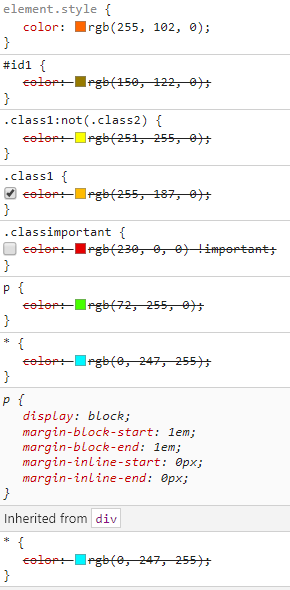 element.style {
color: rgb(255, 102, 0);
}
#id1 {
color: rgb(150, 122, 0);
}
.class1:not(.class2) {
color: rgb(251, 255, 0);
}
.class1 {
color: rgb(255, 187, 0);
}
.classimportant {
color: rgb(230, 0, 0) !important;
}
p {
color: rgb(72, 255, 0);
}
* {
color: rgb(0, 247, 255);
}
p {
display: block;
margin-block-start: 1em;
margin-block-end: 1em;
margin-inline-start: 0px;
margin-inline-end: 0px;
}
Inherited from div
* {
color: rgb(0, 247, 255);
}